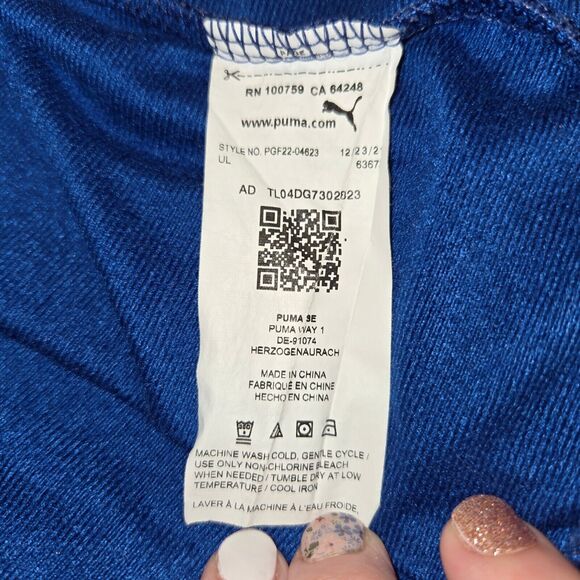 RN 100759 CA 64248
www.puma.com
STYLE NO. PGF22-04623 12/23/21
UL 6367
AD TL04DG7302823
PUMA SE
PUMA WAY 1
DE-91074
HERZOGENAURACH
MADE IN CHINA
FABRIQUÉ EN CHINE
HECHO EN CHINA
MACHINE WASH COLD, GENTLE CYCLE /
USE ONLY NON-CHLORINE BLEACH
WHEN NEEDED / TUMBLE DRY AT LOW
TEMPERATURE / COOL IRON
LAVER À LA MACHINE À L'EAU FROIDE,